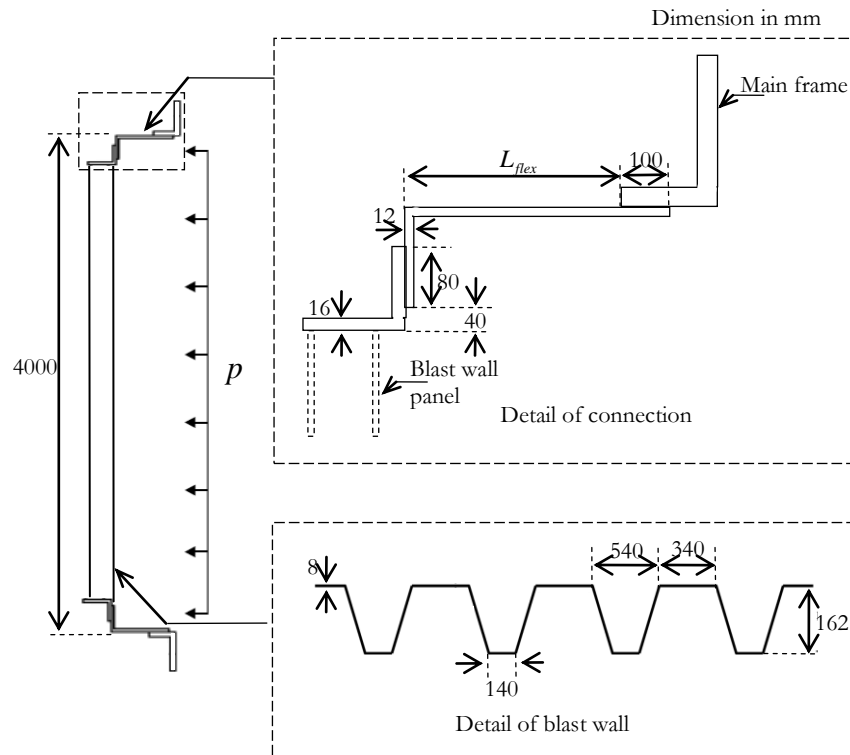 Dimension in mm
Main frame
L_flex
100
12
80
16
40
Blast wall
panel
Detail of connection
4000
p
8
540
340
162
140
Detail of blast wall